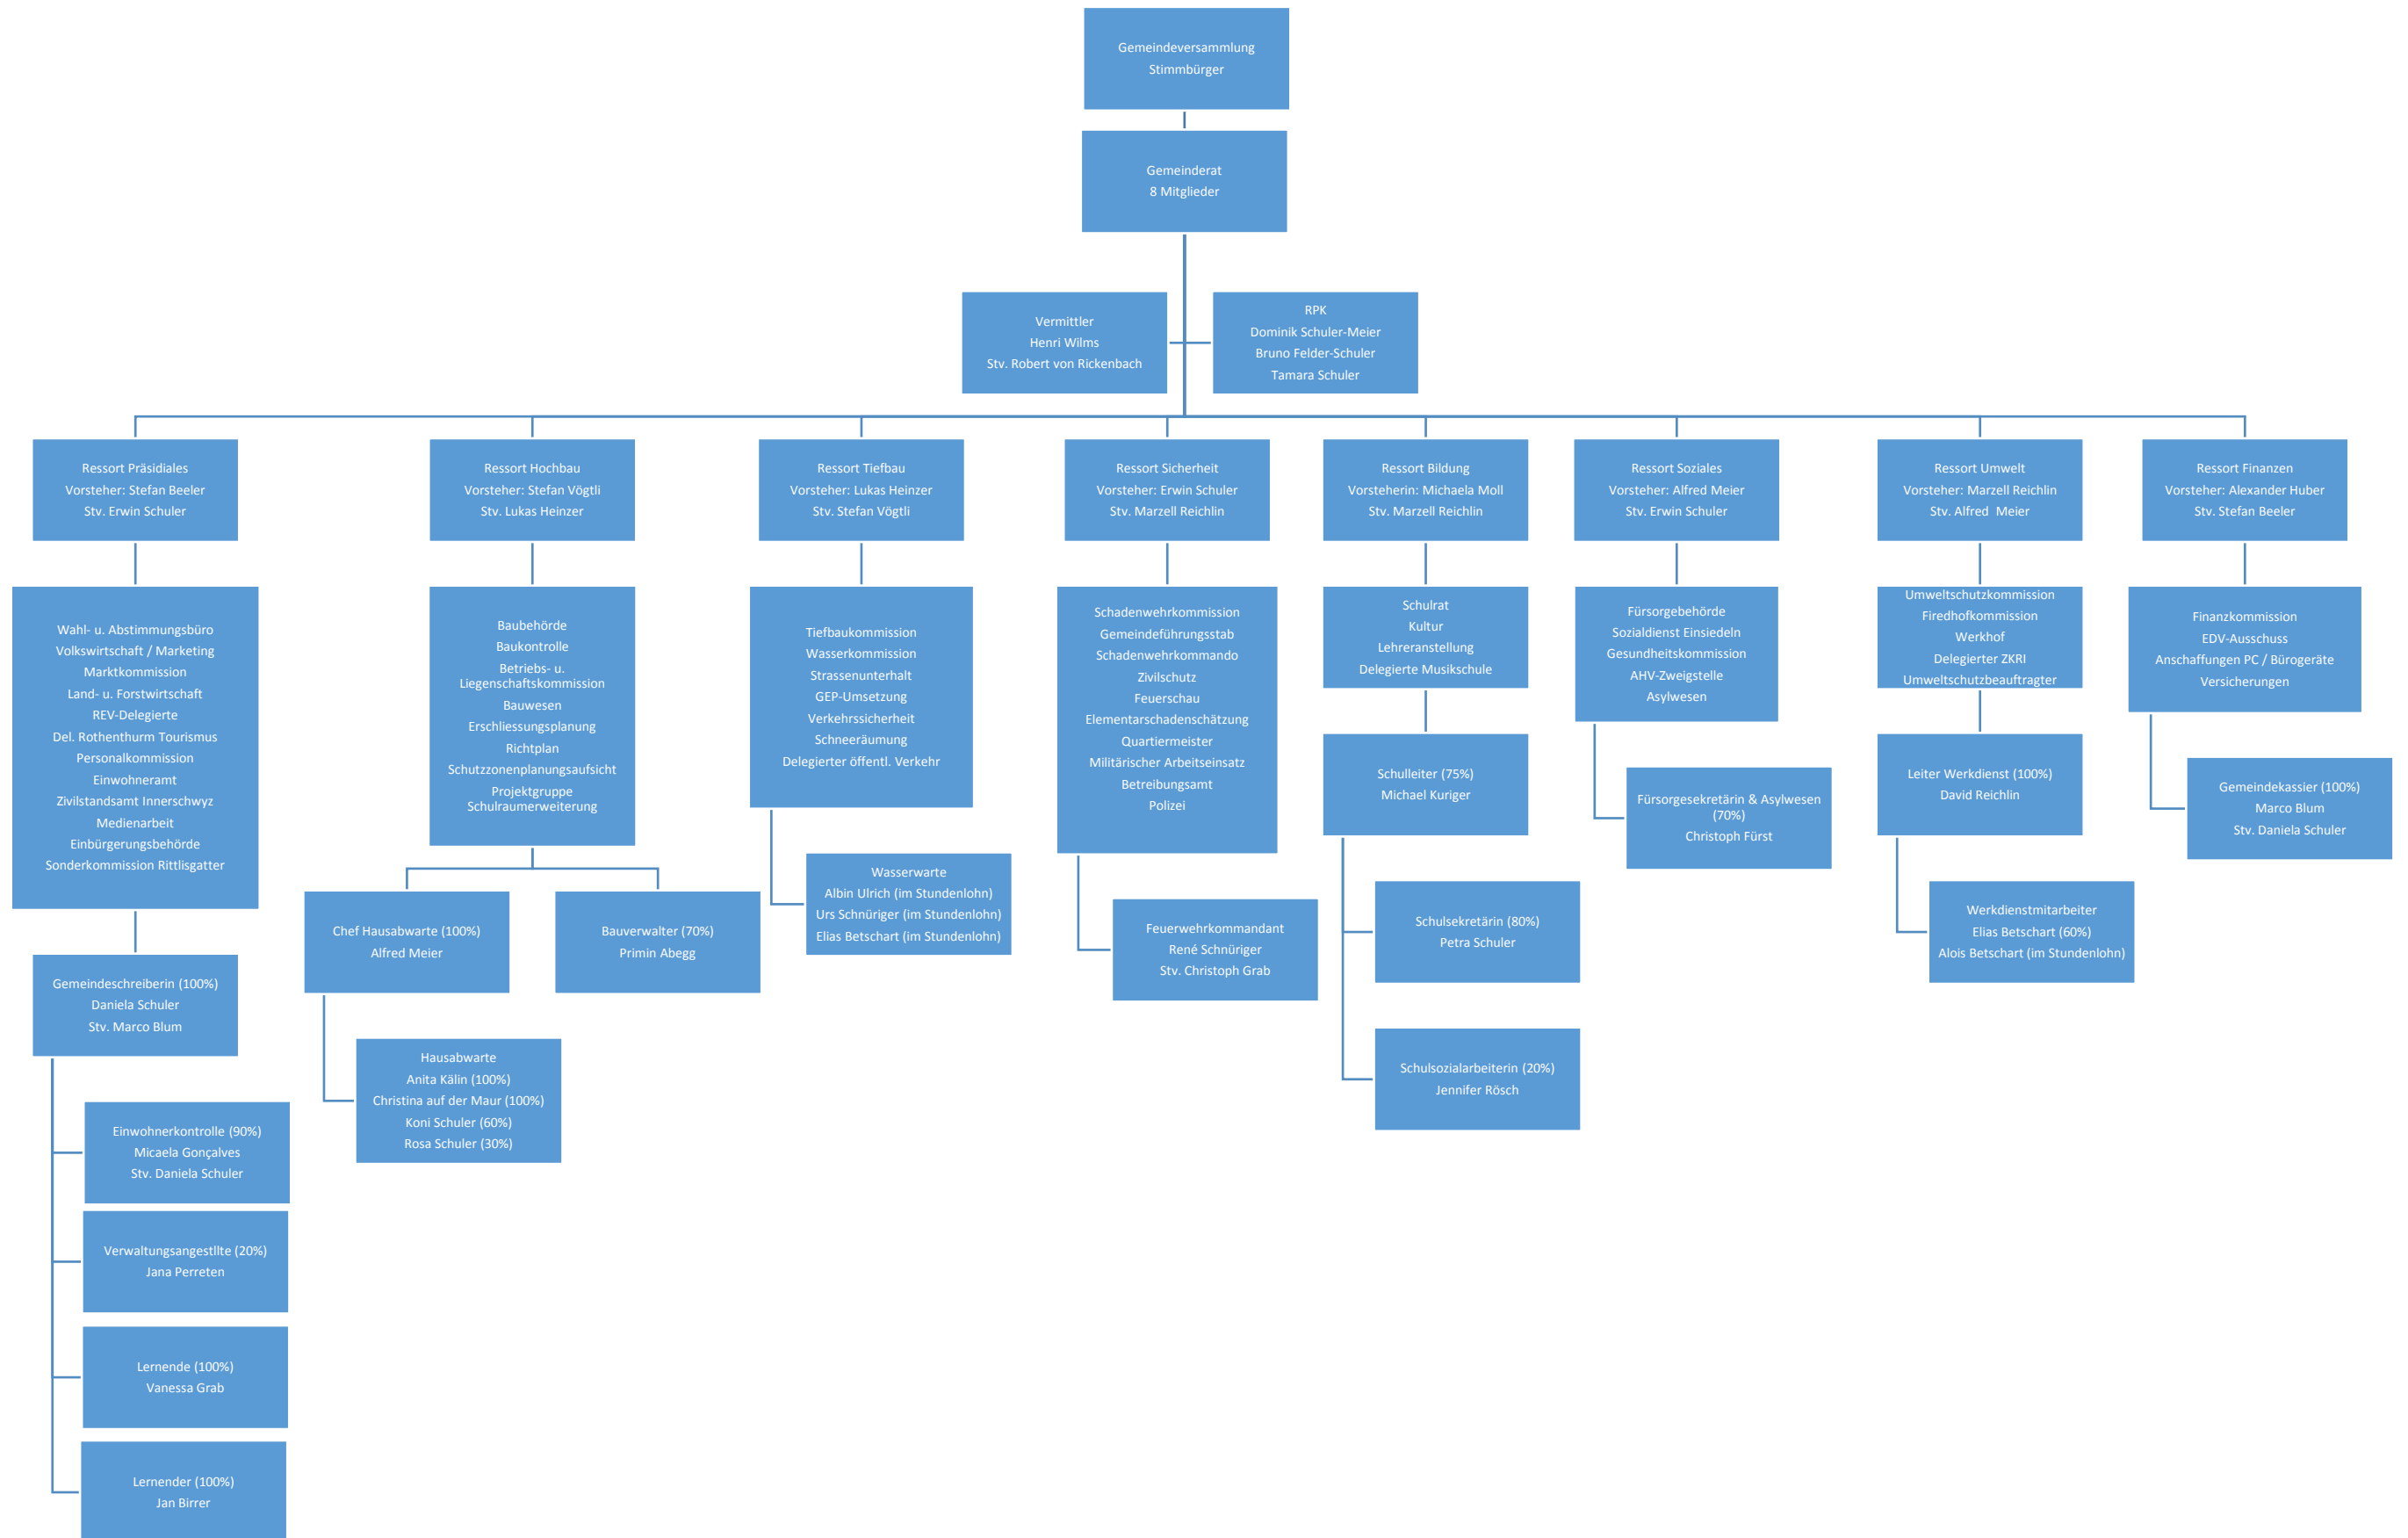 Gemeindeversammlung
Stimmbürger
Gemeinderat
8 Mitglieder
Vermittler
Henri Wilms
Stv. Robert von Rickenbach
RPK
Dominik Schuler-Meier
Bruno Felder-Schuler
Tamara Schuler
Ressort Präsidiales
Vorsteher: Stefan Beeler
Stv. Erwin Schuler
Ressort Hochbau
Vorsteher: Stefan Vögtli
Stv. Lukas Heinzer
Ressort Tiefbau
Vorsteher: Lukas Heinzer
Stv. Stefan Vögtli
Ressort Sicherheit
Vorsteher: Erwin Schuler
Stv. Marzell Reichlin
Ressort Bildung
Vorsteherin: Michaela Moll
Stv. Marzell Reichlin
Ressort Soziales
Vorsteher: Alfred Meier
Stv. Erwin Schuler
Ressort Umwelt
Vorsteher: Marzell Reichlin
Stv. Alfred Meier
Ressort Finanzen
Vorsteher: Alexander Huber
Stv. Stefan Beeler
Wahl- u. Abstimmungsbüro
Volkswirtschaft / Marketing
Marktkommission
Land- u. Forstwirtschaft
REV-Delegierte
Del. Rothenthurm Tourismus
Personalkommission
Einwohneramt
Zivilstandsamt Innerschwyz
Medienarbeit
Einbürgerungsbehörde
Sonderkommission Rittlisgatter
Baubehörde
Baukontrolle
Betriebs- u.
Liegenschaftskommission
Bauwesen
Erschliessungsplanung
Richtplan
Schutzzonenplanungsaufsicht
Projektgruppe
Schulraumerweiterung
Tiefbaukommission
Wasserkommission
Strassenunterhalt
GEP-Umsetzung
Verkehrssicherheit
Schneeräumung
Delegierter öffentl. Verkehr
Schadenwehrkommission
Gemeindeführungsstab
Schadenwehrkommando
Zivilschutz
Feuerschau
Elementarschadenschätzung
Quartiermeister
Militärischer Arbeitseinsatz
Betreibungsamt
Polizei
Schulrat
Kultur
Lehreranstellung
Delegierte Musikschule
Fürsorgebehörde
Sozialdienst Einsiedeln
Gesundheitskommission
AHV-Zweigstelle
Asylwesen
Umweltschutzkommission
Firedhofkommission
Werkhof
Delegierter ZKRI
Umweltschutzbeauftragter
Finanzkommission
EDV-Ausschuss
Anschaffungen PC / Bürogeräte
Versicherungen
Gemeindeschreiberin (100%)
Daniela Schuler
Stv. Marco Blum
Chef Hausabwarte (100%)
Alfred Meier
Bauverwalter (70%)
Primin Abegg
Wasserwarte
Albin Ulrich (im Stundenlohn)
Urs Schnüriger (im Stundenlohn)
Elias Betschart (im Stundenlohn)
Feuerwehrkommandant
René Schnüriger
Stv. Christoph Grab
Schulleiter (75%)
Michael Kuriger
Fürsorgesekretärin & Asylwesen
(70%)
Christoph Fürst
Leiter Werkdienst (100%)
David Reichlin
Gemeindekassier (100%)
Marco Blum
Stv. Daniela Schuler
Schulsekretärin (80%)
Petra Schuler
Werkdienstmitarbeiter
Elias Betschart (60%)
Alois Betschart (im Stundenlohn)
Hausabwarte
Anita Kälin (100%)
Christina auf der Maur (100%)
Koni Schuler (60%)
Rosa Schuler (30%)
Schulsozialarbeiterin (20%)
Jennifer Rösch
Einwohnerkontrolle (90%)
Micaela Gonçalves
Stv. Daniela Schuler
Verwaltungsangestllte (20%)
Jana Perreten
Lernende (100%)
Vanessa Grab
Lernender (100%)
Jan Birrer